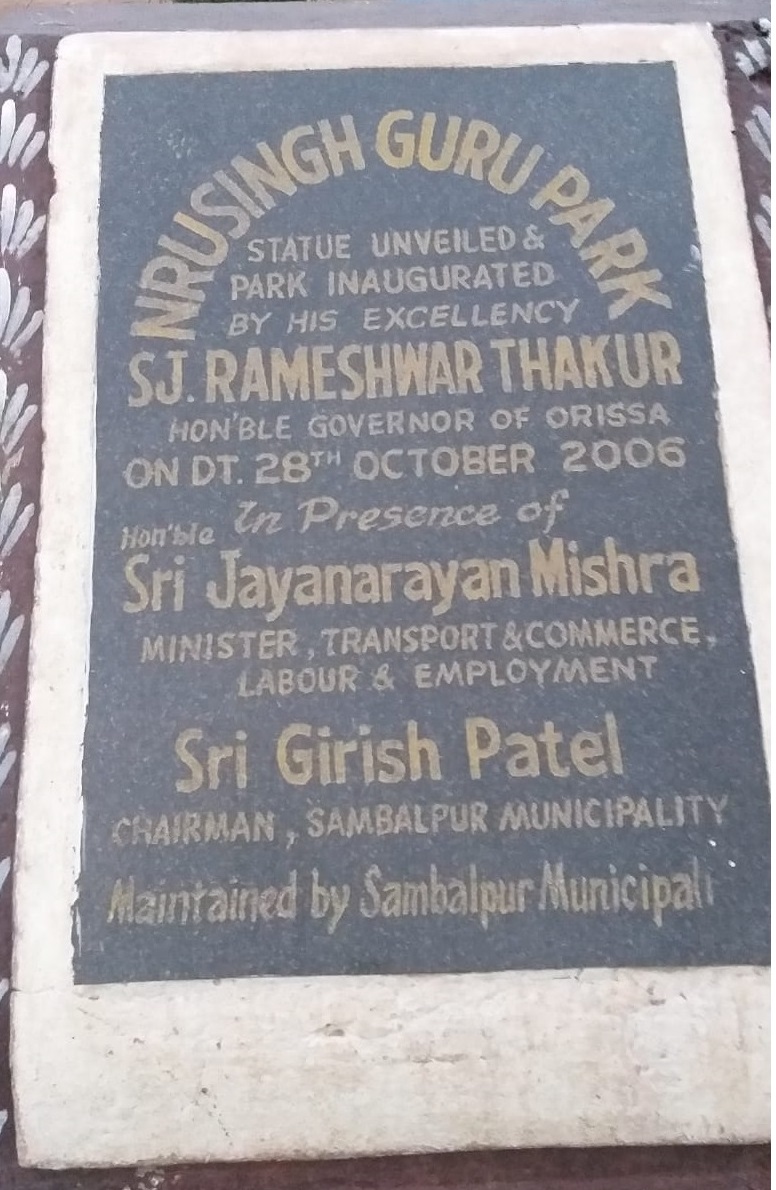 NRUSINGH GURU PARK
STATUE UNVEILED &
PARK INAUGURATED
BY HIS EXCELLENCY
SJ. RAMESHWAR THAKUR
HON'BLE GOVERNOR OF ORISSA
ON DT. 28TH OCTOBER 2006
In Presence of
Hon'ble
Sri Jayanarayan Mishra
MINISTER, TRANSPORT & COMMERCE,
LABOUR & EMPLOYMENT
Sri Girish Patel
CHAIRMAN, SAMBALPUR MUNICIPALITY
Maintained by Sambalpur Municipali